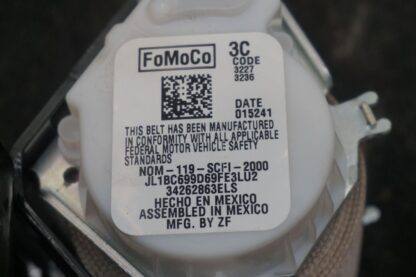 FoMoCo 3C
CODE
3227
3236
DATE
015241
THIS BELT HAS BEEN MANUFACTURED
IN CONFORMITY WITH ALL APPLICABLE
FEDERAL MOTOR VEHICLE SAFETY
STANDARDS
NOM-119-SCFI-2000
JL1BC699D69FE3LU2
34262863ELS
HECHO EN MEXICO
ASSEMBLED IN MEXICO
MFG. BY ZF